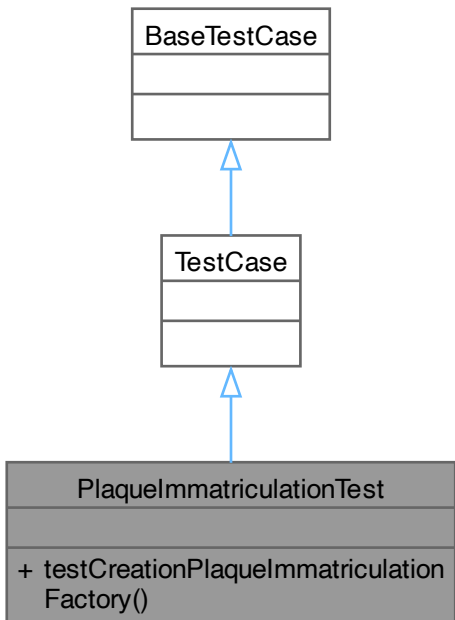 BaseTestCase
TestCase
PlaqueImmatriculationTest
+ testCreationPlaqueImmatriculation
Factory()